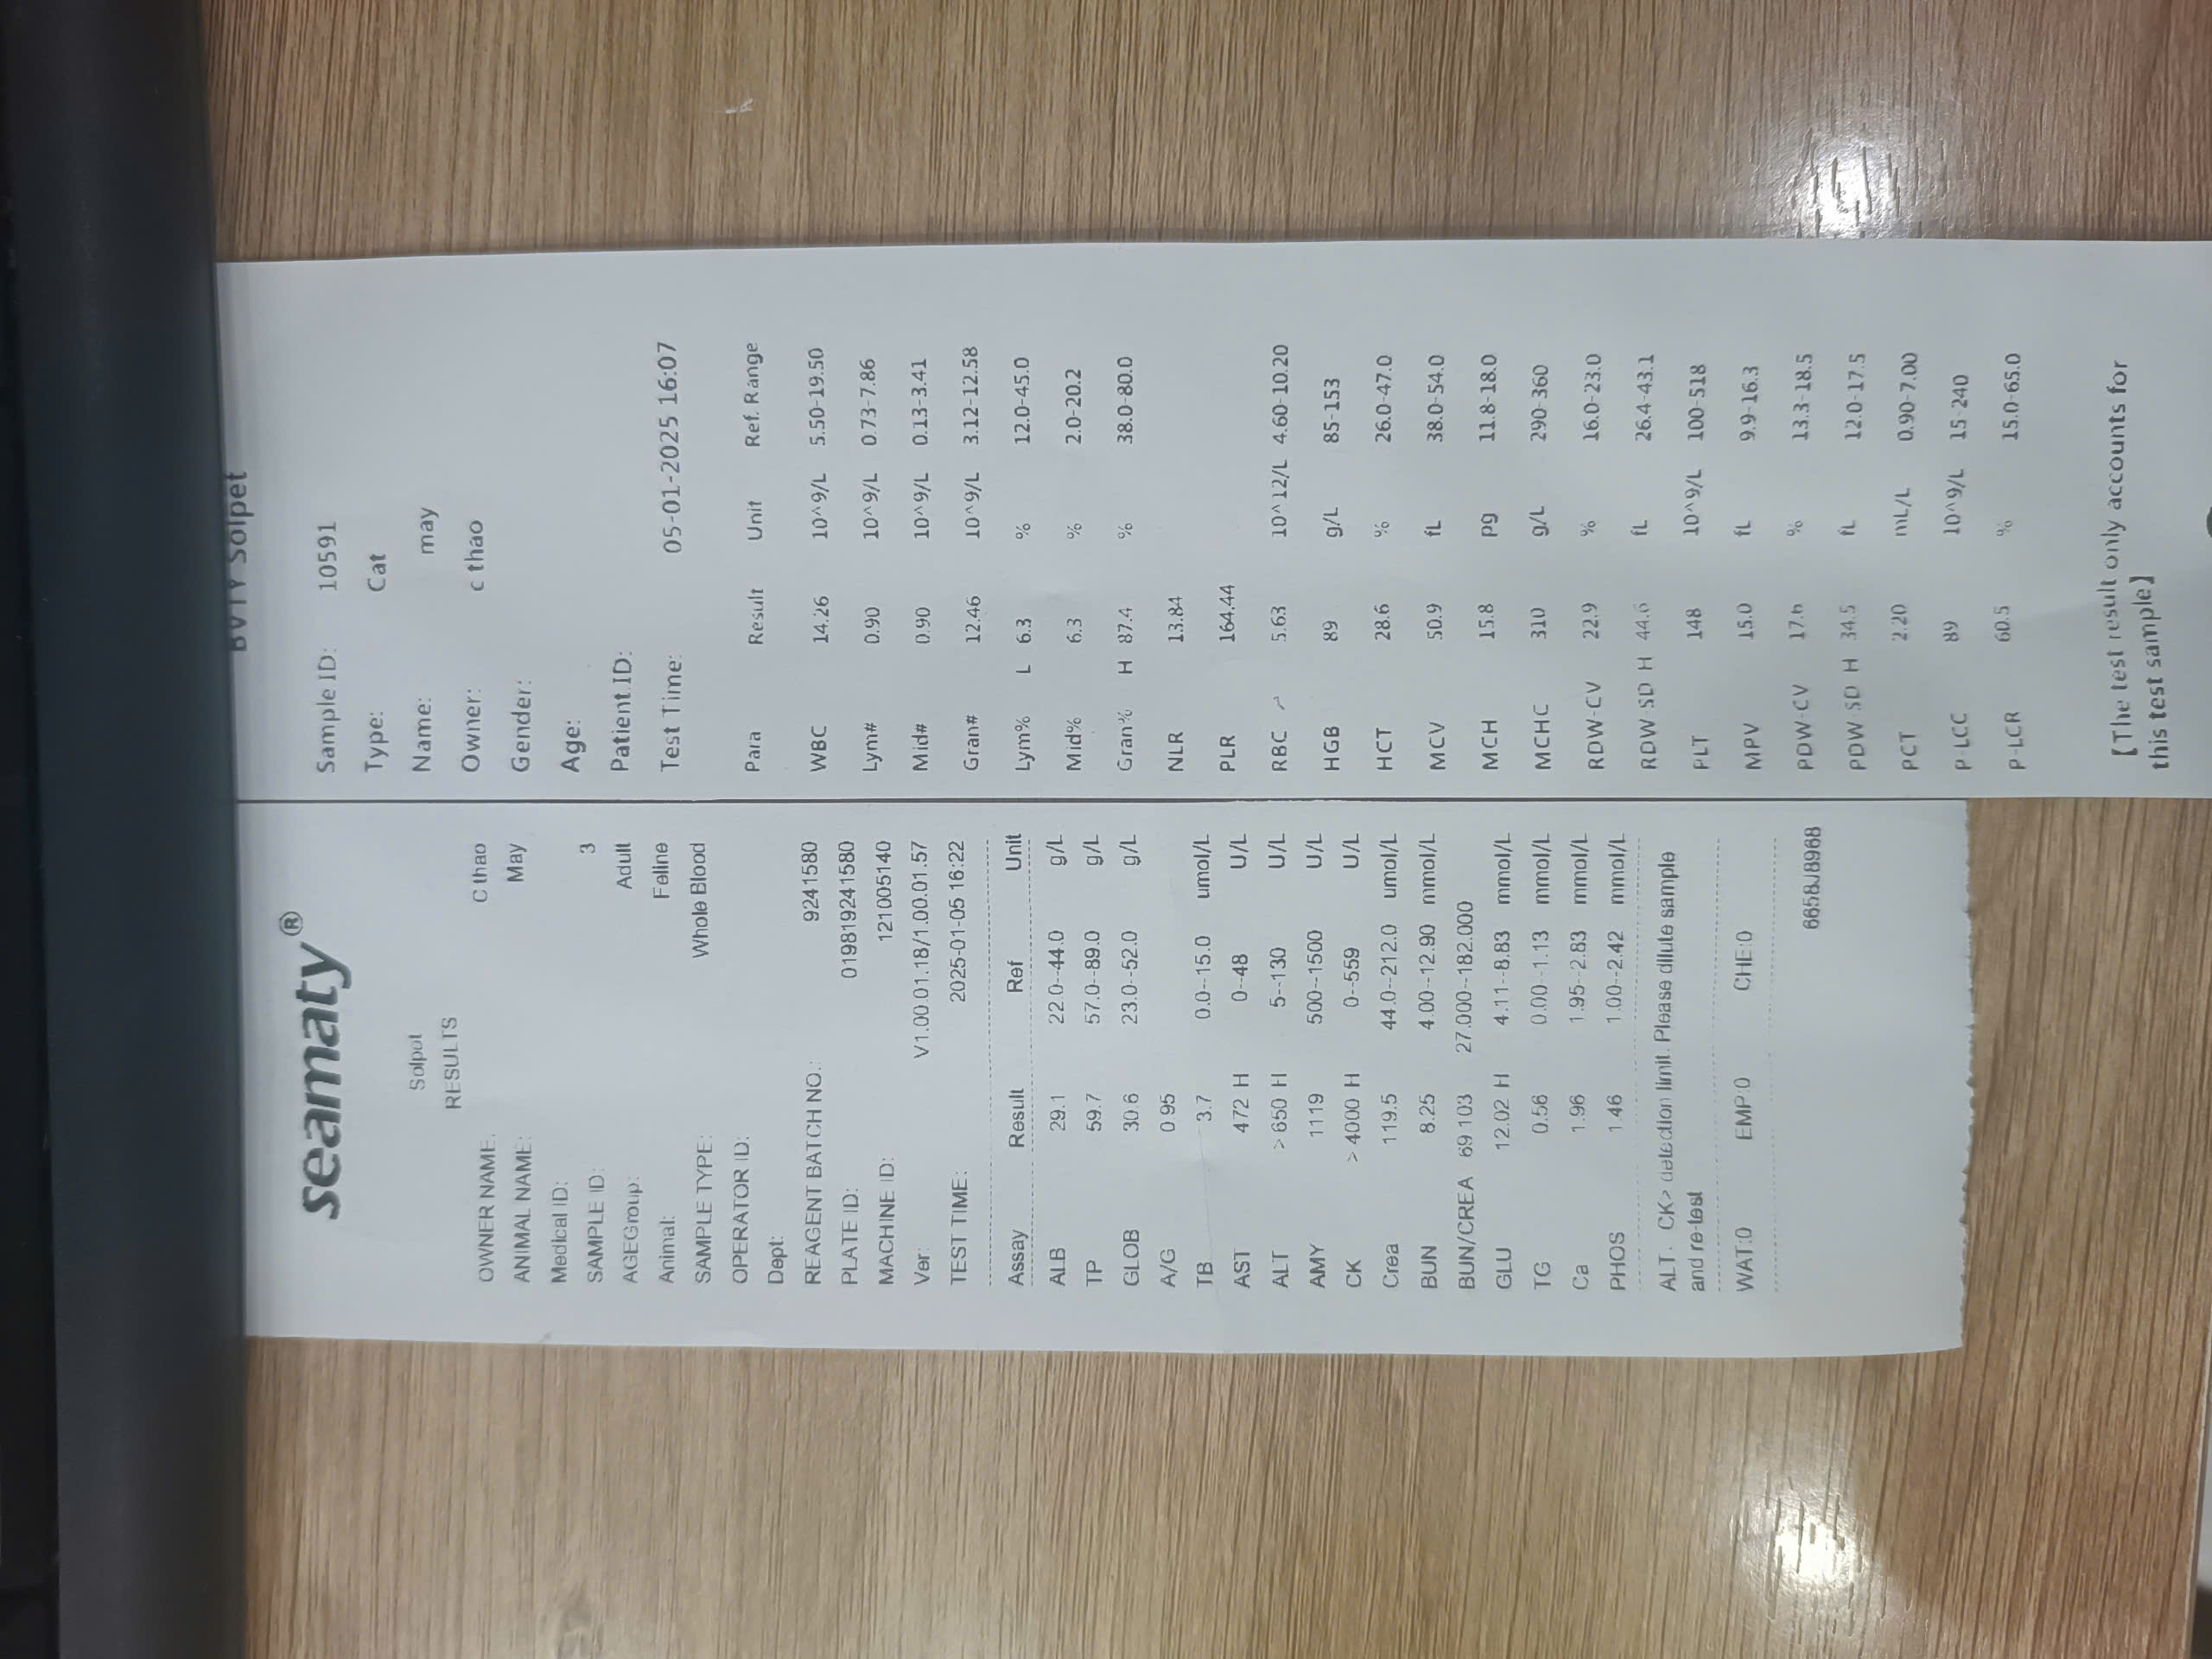 seamaty®
Solpet
RESULTS
OWNER NAME: C thao
ANIMAL NAME: May
Medical ID:
SAMPLE ID: 3
AGEGroup: Adult
Animal: Feline
SAMPLE TYPE: Whole Blood
OPERATOR ID:
Dept:
REAGENT BATCH NO.: 9241580
PLATE ID: 019819241580
MACHINE ID: 121005140
Ver: V1.00.01.18/1.00.01.57
TEST TIME: 2025-01-05 16:22
Assay Result Ref Unit
ALB 29.1 22.0--44.0 g/L
TP 59.7 57.0--89.0 g/L
GLOB 30.6 23.0--52.0 g/L
A/G 0.95
TB 3.7 0.0--15.0 umol/L
AST 472 H 0--48 U/L
ALT >650 H 5--130 U/L
AMY 1119 500--1500 U/L
CK >4000 H 0--559 U/L
Crea 119.5 44.0--212.0 umol/L
BUN 8.25 4.00--12.90 mmol/L
BUN/CREA 69.103 27.000--182.000
GLU 12.02 H 4.11--8.83 mmol/L
TG 0.56 0.00--1.13 mmol/L
Ca 1.96 1.95--2.83 mmol/L
PHOS 1.46 1.00--2.42 mmol/L
ALT, CK> detection limit. Please dilute sample
and re-test
WAT:0 EMP:0 CHE:0
6658J8968
BVTY Solpet
Sample ID: 10591
Type: Cat
Name: may
Owner: c thao
Gender:
Age:
Patient ID:
Test Time: 05-01-2025 16:07
Para Result Unit Ref. Range
WBC 14.26 10^9/L 5.50-19.50
Lym# 0.90 10^9/L 0.73-7.86
Mid# 0.90 10^9/L 0.13-3.41
Gran# 12.46 10^9/L 3.12-12.58
Lym% L 6.3 % 12.0-45.0
Mid% 6.3 % 2.0-20.2
Gran% H 87.4 % 38.0-80.0
NLR 13.84
PLR 164.44
RBC 5.63 10^12/L 4.60-10.20
HGB 89 g/L 85-153
HCT 28.6 % 26.0-47.0
MCV 50.9 fL 38.0-54.0
MCH 15.8 pg 11.8-18.0
MCHC 310 g/L 290-360
RDW-CV 22.9 % 16.0-23.0
RDW-SD H 44.6 fL 26.4-43.1
PLT 148 10^9/L 100-518
MPV 15.0 fL 9.9-16.3
PDW-CV 17.6 % 13.3-18.5
PDW-SD H 34.5 fL 12.0-17.5
PCT 2.20 mL/L 0.90-7.00
P-LCC 89 10^9/L 15-240
P-LCR 60.5 % 15.0-65.0
【The test result only accounts for
this test sample】